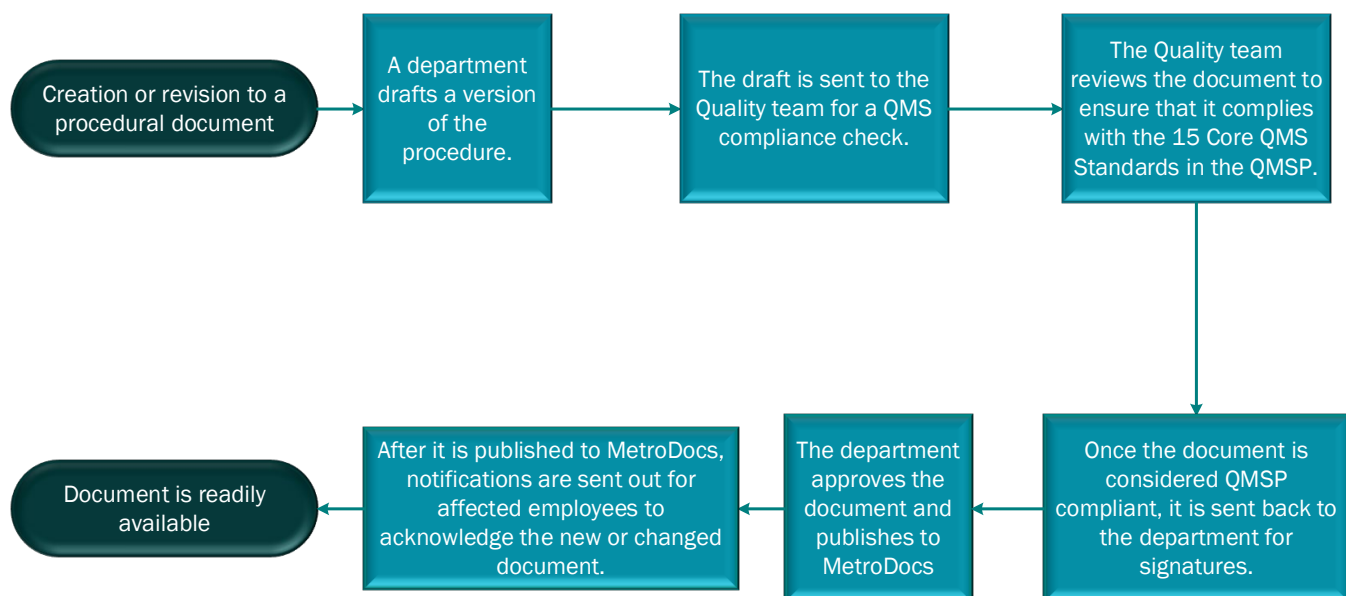 Creation or revision to a
procedural document
A department
drafts a version
of the
procedure.
The draft is sent to the
Quality team for a QMS
compliance check.
The Quality team
reviews the document to
ensure that it complies
with the 15 Core QMS
Standards in the QMSP.
Once the document is
considered QMSP
compliant, it is sent back to
the department for
signatures.
The department
approves the
document and
publishes to
MetroDocs
After it is published to MetroDocs,
notifications are sent out for
affected employees to
acknowledge the new or changed
document.
Document is readily
available